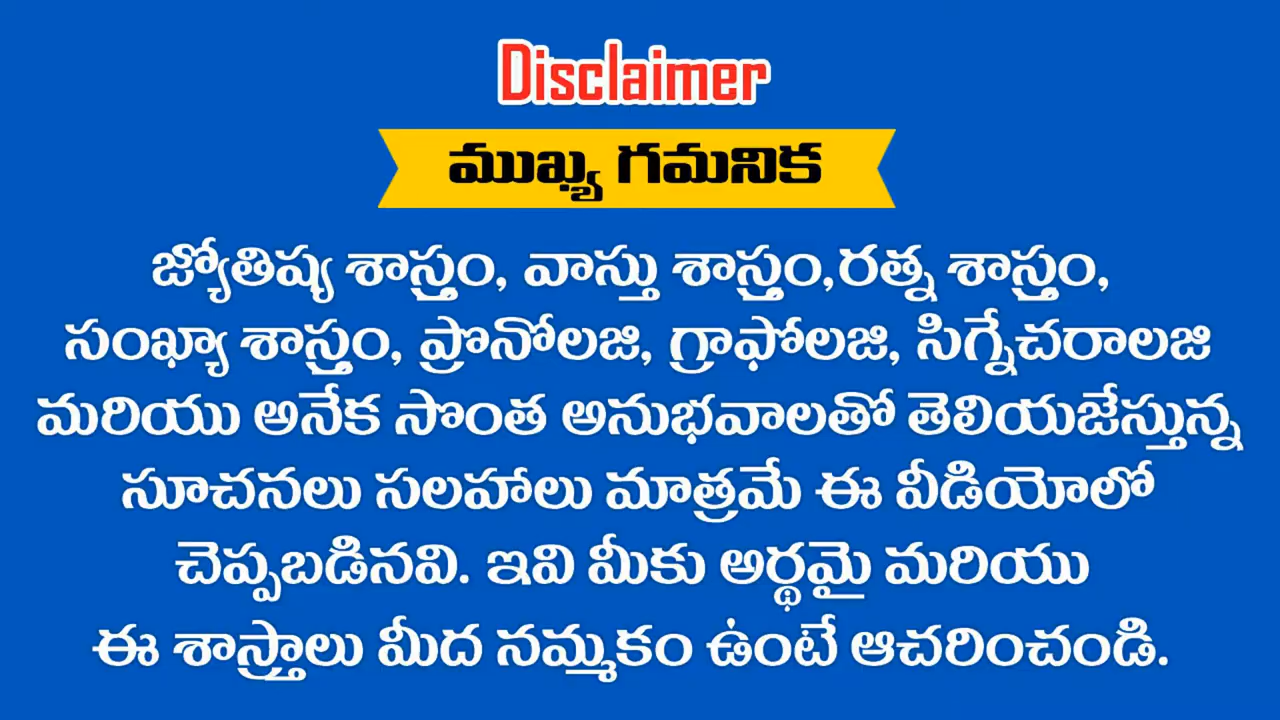 Disclaimer
ముఖ్య గమనిక
జ్యోతిష్య శాస్త్రం, వాస్తు శాస్త్రం,రత్న శాస్త్రం,
సంఖ్యా శాస్త్రం, ప్రొనోలజి, గ్రాఫోలజి, సిగ్నేచరాలజి
మరియు అనేక సొంత అనుభవాలతో తెలియజేస్తున్న
సూచనలు సలహాలు మాత్రమే ఈ వీడియోలో
చెప్పబడినవి. ఇవి మీకు అర్థమై మరియు
ఈ శాస్త్రాలు మీద నమ్మకం ఉంటే ఆచరించండి.